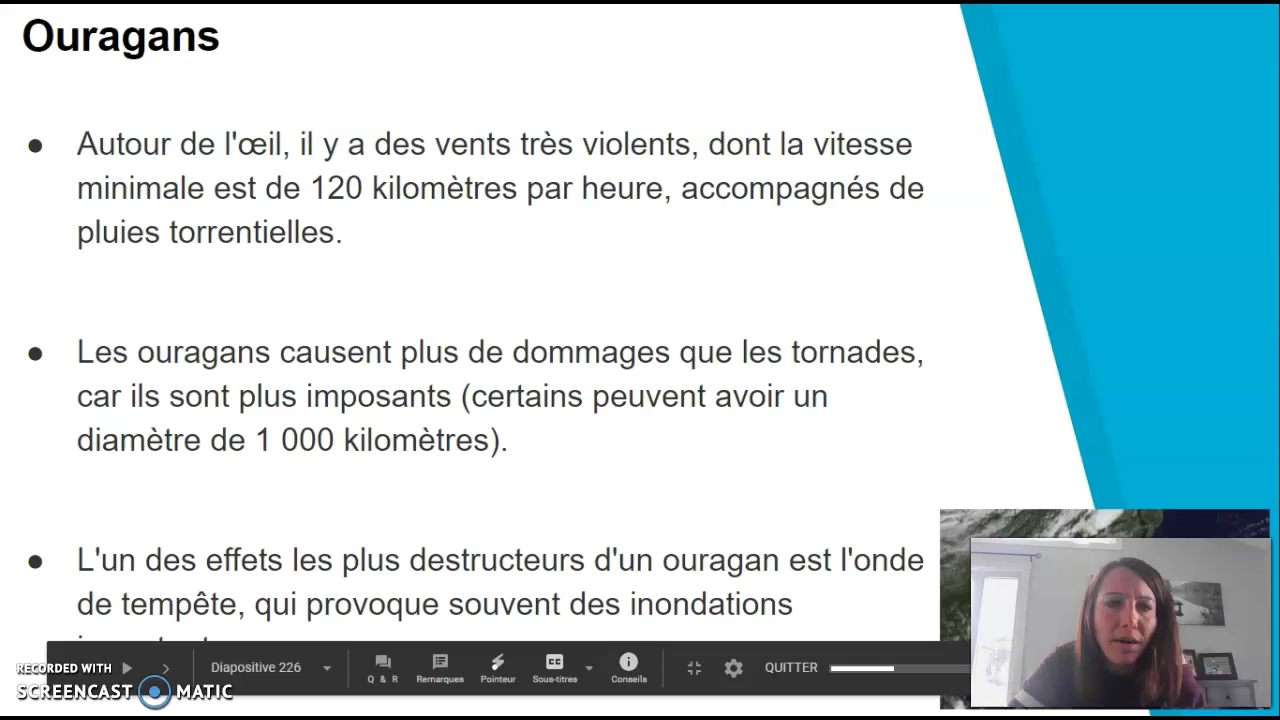 Ouragans
● Autour de l'œil, il y a des vents très violents, dont la vitesse
minimale est de 120 kilomètres par heure, accompagnés de
pluies torrentielles.
● Les ouragans causent plus de dommages que les tornades,
car ils sont plus imposants (certains peuvent avoir un
diamètre de 1 000 kilomètres).
● L'un des effets les plus destructeurs d'un ouragan est l'onde
de tempête, qui provoque souvent des inondations
RECORDED WITH
SCREENCAST MATIC
Diapositive 226
Q & R
Remarques
Pointeur
Sous-titres
Conseils
QUITTER